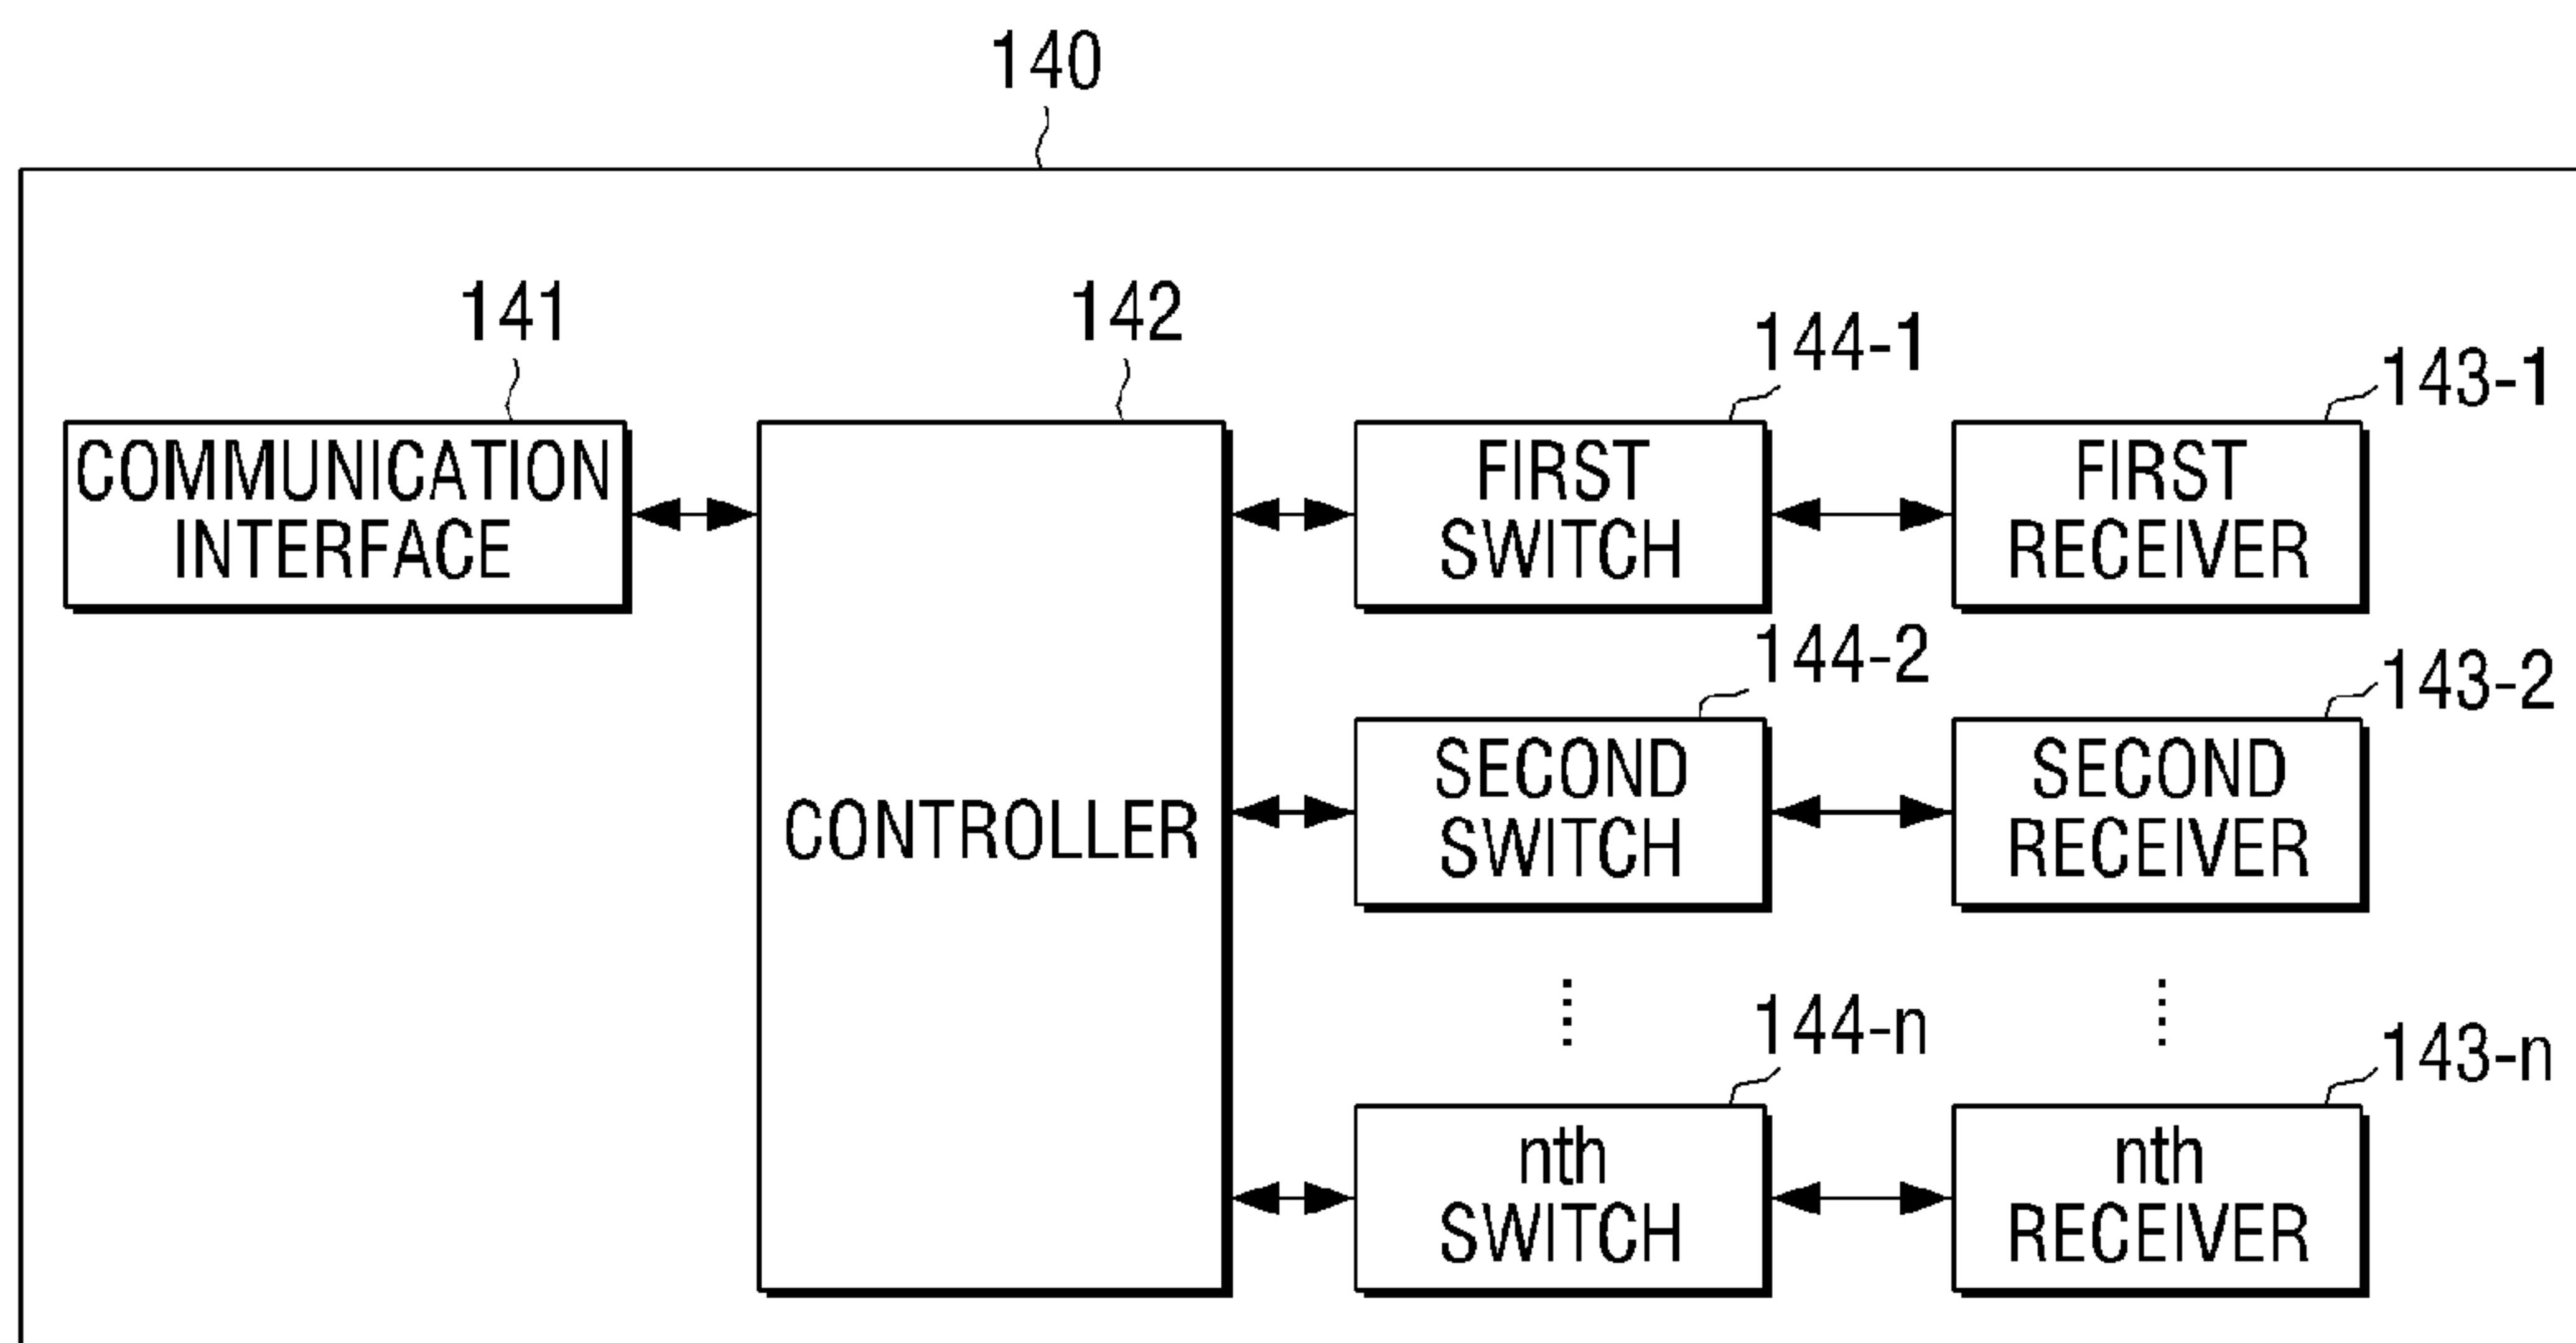 140
141
142
144-1
143-1
COMMUNICATION
INTERFACE
FIRST
SWITCH
FIRST
RECEIVER
144-2
143-2
CONTROLLER
SECOND
SWITCH
SECOND
RECEIVER
144-n
143-n
nth
SWITCH
nth
RECEIVER